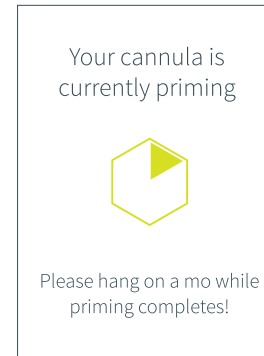 Your cannula is
currently priming
Please hang on a mo while
priming completes!